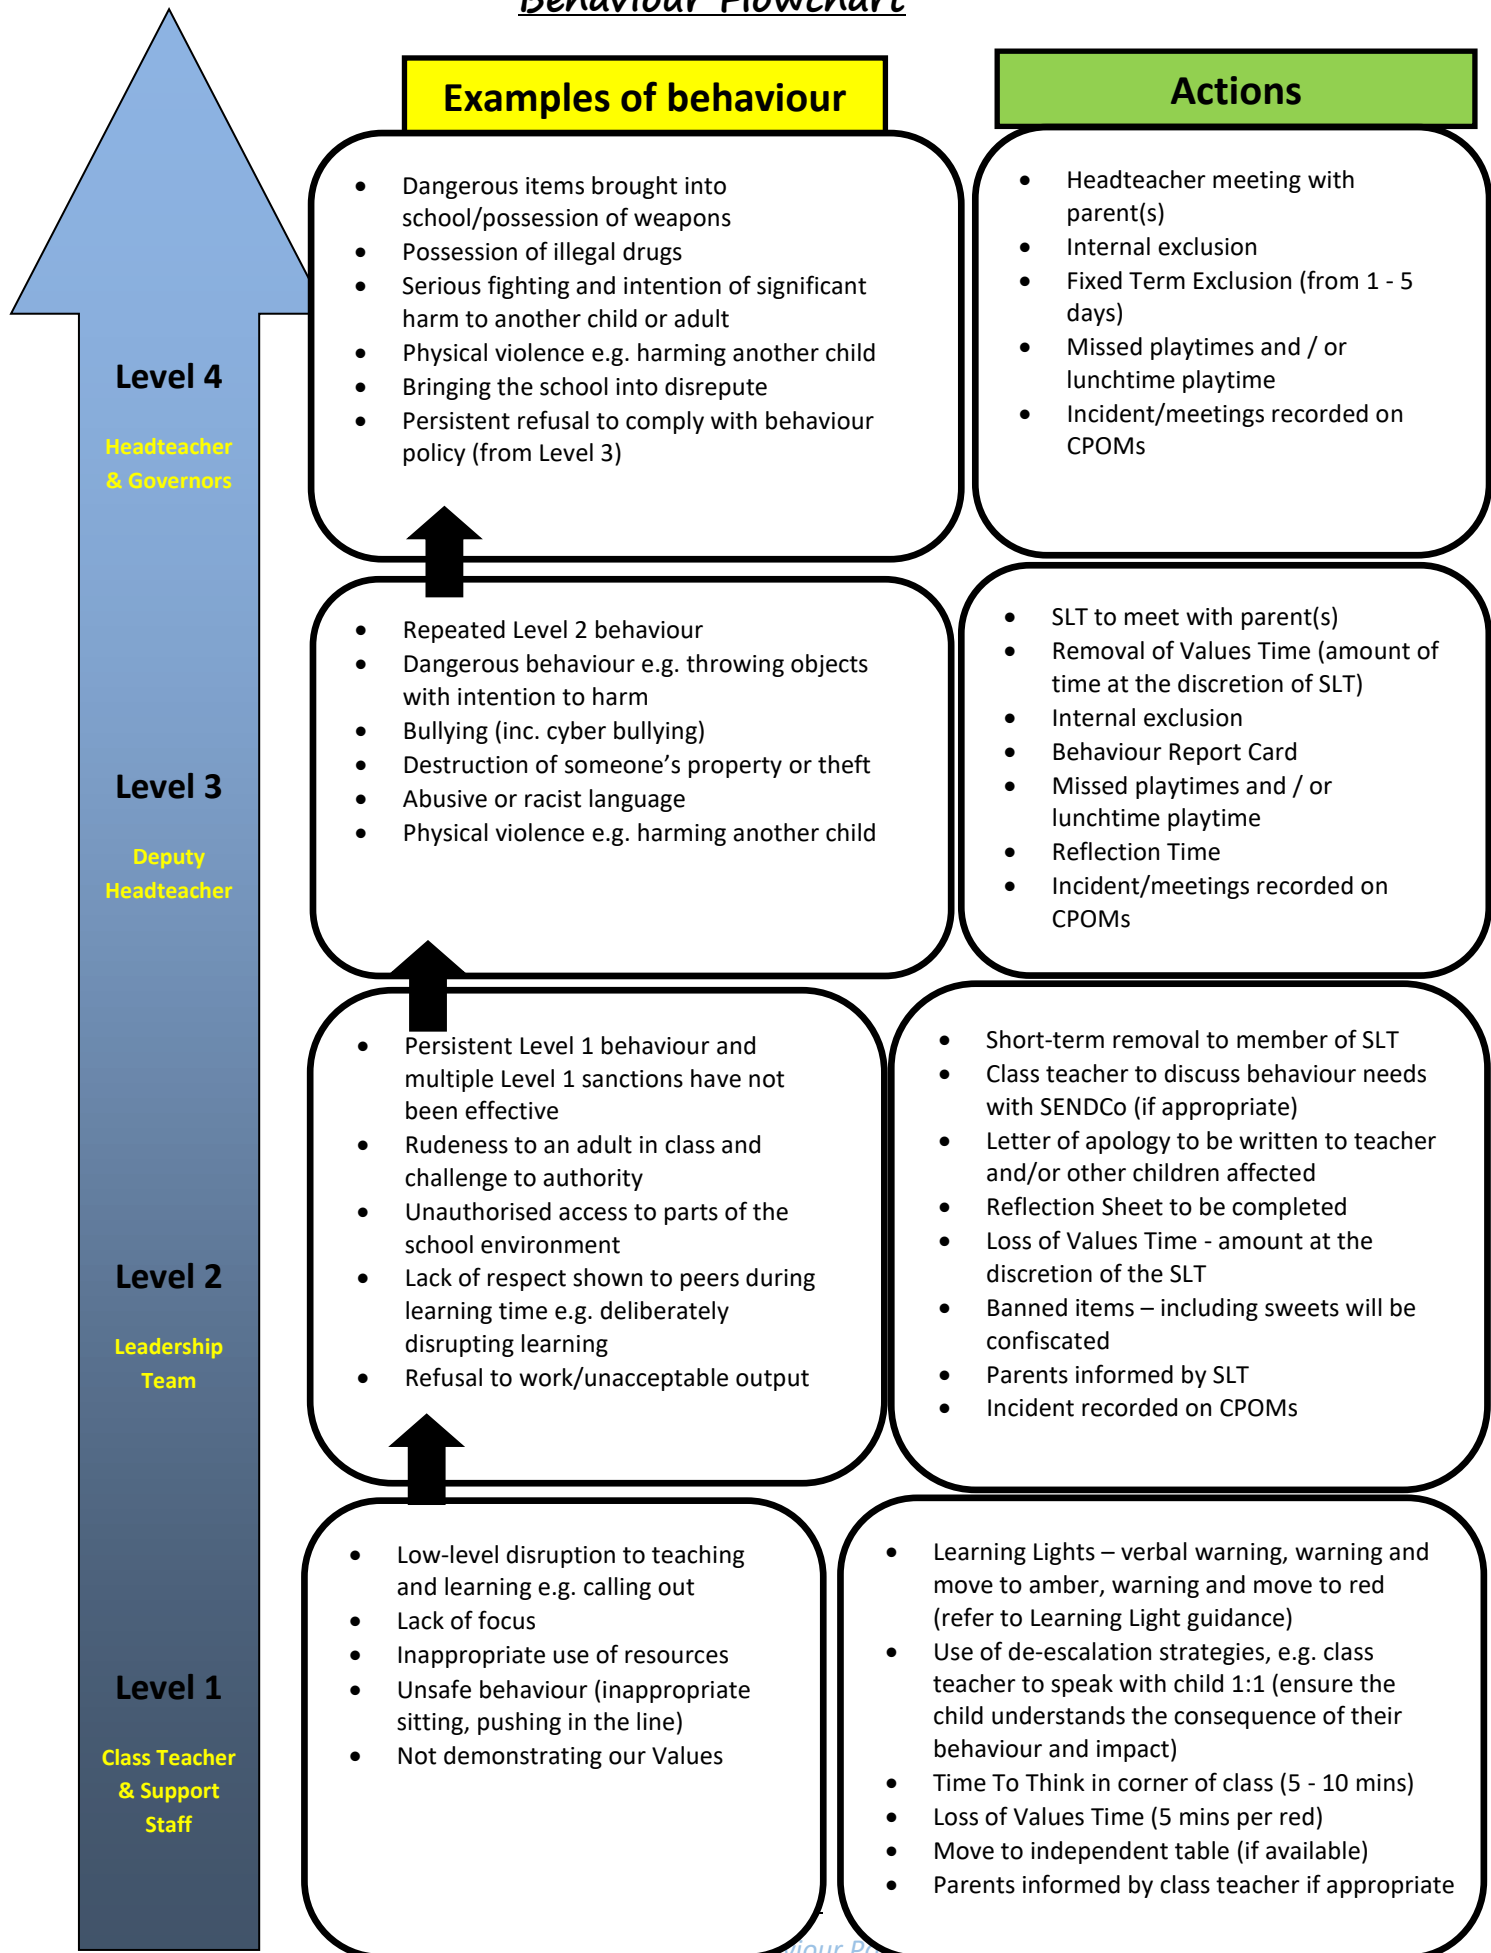 Behaviour Flowchart
Examples of behaviour
Actions
Level 4
Headteacher
& Governors
• Dangerous items brought into
school/possession of weapons
• Possession of illegal drugs
• Serious fighting and intention of significant
harm to another child or adult
• Physical violence e.g. harming another child
• Bringing the school into disrepute
• Persistent refusal to comply with behaviour
policy (from Level 3)
• Headteacher meeting with
parent(s)
• Internal exclusion
• Fixed Term Exclusion (from 1 - 5
days)
• Missed playtimes and / or
lunchtime playtime
• Incident/meetings recorded on
CPOMs
Level 3
Deputy
Headteacher
• Repeated Level 2 behaviour
• Dangerous behaviour e.g. throwing objects
with intention to harm
• Bullying (inc. cyber bullying)
• Destruction of someone’s property or theft
• Abusive or racist language
• Physical violence e.g. harming another child
• SLT to meet with parent(s)
• Removal of Values Time (amount of
time at the discretion of SLT)
• Internal exclusion
• Behaviour Report Card
• Missed playtimes and / or
lunchtime playtime
• Reflection Time
• Incident/meetings recorded on
CPOMs
Level 2
Leadership
Team
• Persistent Level 1 behaviour and
multiple Level 1 sanctions have not
been effective
• Rudeness to an adult in class and
challenge to authority
• Unauthorised access to parts of the
school environment
• Lack of respect shown to peers during
learning time e.g. deliberately
disrupting learning
• Refusal to work/unacceptable output
• Short-term removal to member of SLT
• Class teacher to discuss behaviour needs
with SENDCo (if appropriate)
• Letter of apology to be written to teacher
and/or other children affected
• Reflection Sheet to be completed
• Loss of Values Time - amount at the
discretion of the SLT
• Banned items – including sweets will be
confiscated
• Parents informed by SLT
• Incident recorded on CPOMs
Level 1
Class Teacher
& Support
Staff
• Low-level disruption to teaching
and learning e.g. calling out
• Lack of focus
• Inappropriate use of resources
• Unsafe behaviour (inappropriate
sitting, pushing in the line)
• Not demonstrating our Values
• Learning Lights – verbal warning, warning and
move to amber, warning and move to red
(refer to Learning Light guidance)
• Use of de-escalation strategies, e.g. class
teacher to speak with child 1:1 (ensure the
child understands the consequence of their
behaviour and impact)
• Time To Think in corner of class (5 - 10 mins)
• Loss of Values Time (5 mins per red)
• Move to independent table (if available)
• Parents informed by class teacher if appropriate